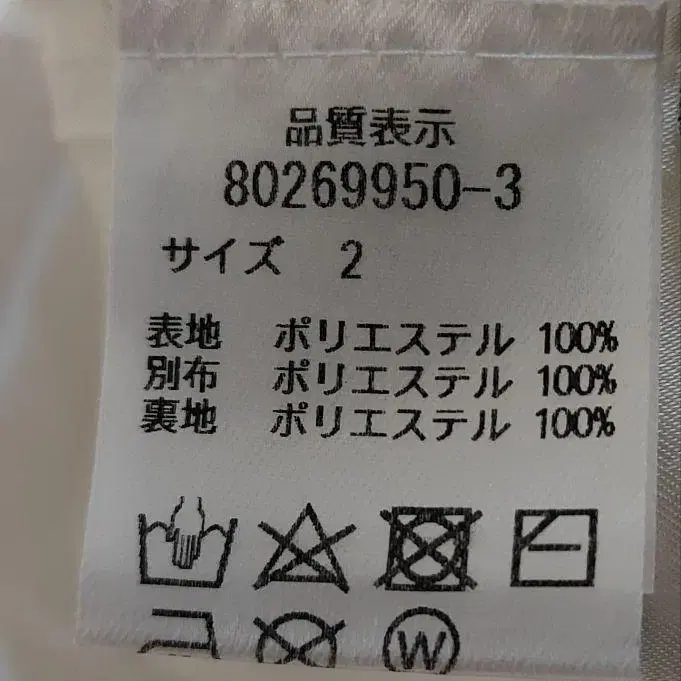 品質表示
80269950-3
サイズ 2
表地 ポリエステル 100%
別布 ポリエステル 100%
裏地 ポリエステル 100%
W